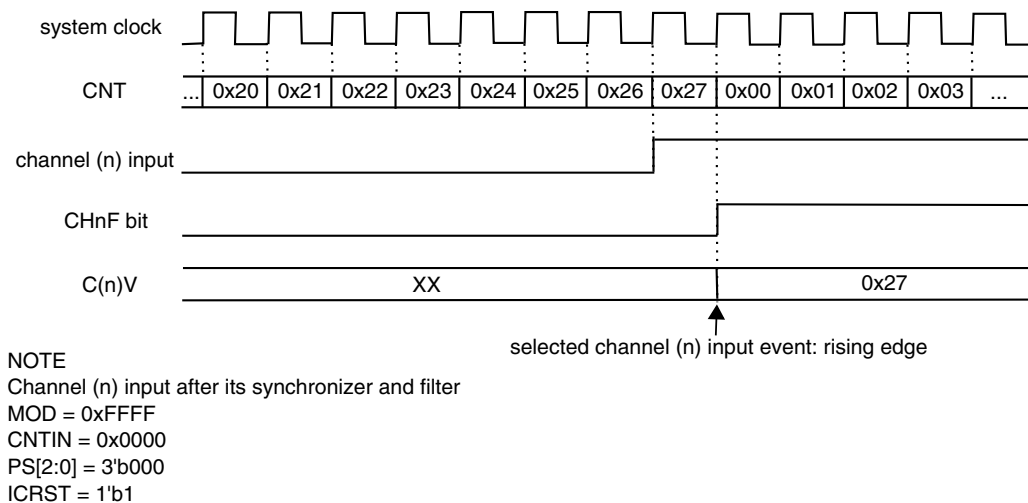 system clock
CNT ... 0x20 0x21 0x22 0x23 0x24 0x25 0x26 0x27 0x00 0x01 0x02 0x03 ...
channel (n) input
CHnF bit
C(n)V XX 0x27
selected channel (n) input event: rising edge
NOTE
Channel (n) input after its synchronizer and filter
MOD = 0xFFFF
CNTIN = 0x0000
PS[2:0] = 3'b000
ICRST = 1'b1